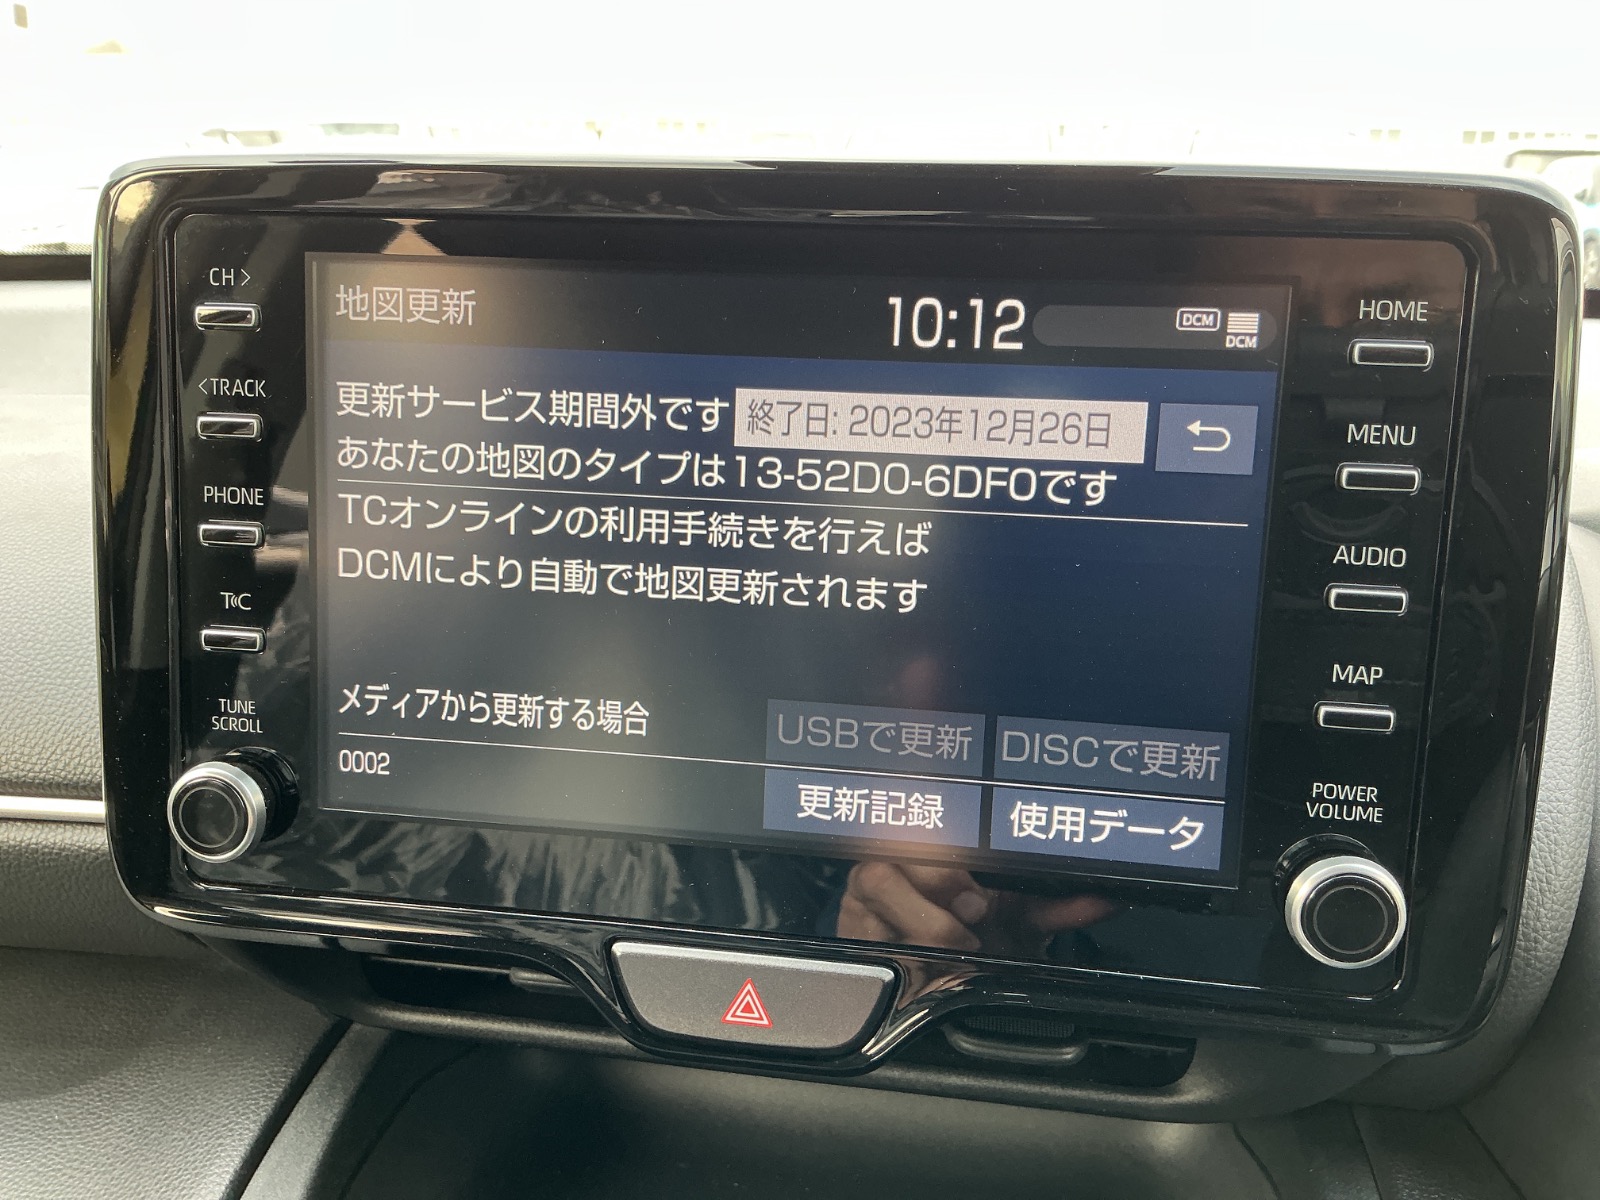 CH >
<TRACK
PHONE
T«C
TUNE
SCROLL
地図更新
10:12
DCM
DCM
更新サービス期間外です 終了日: 2023年12月26日
あなたの地図のタイプは13-52D0-6DF0です
TCオンラインの利用手続きを行えば
DCMにより自動で地図更新されます
メディアから更新する場合
0002
USBで更新
DISCで更新
更新記録
使用データ
HOME
MENU
AUDIO
MAP
POWER
VOLUME